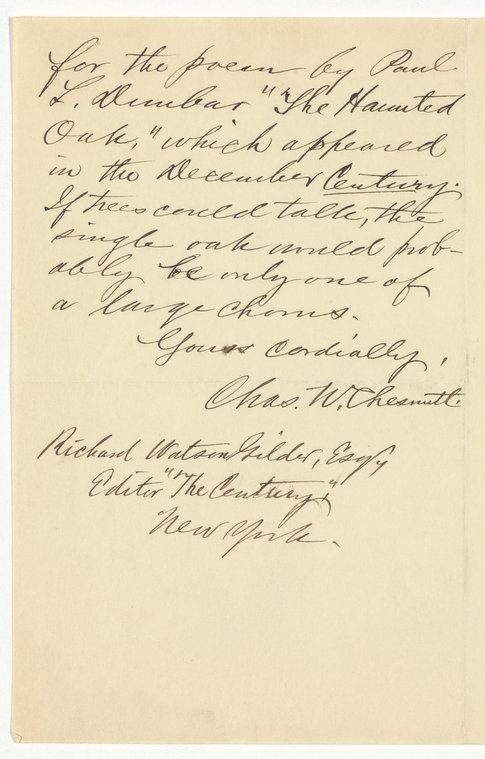 for the poem by Paul
L. Dunbar "The Haunted
Oak," which appeared
in the December Century.
If trees could talk, the
single oak would prob-
ably be only one of
a large chorus.
Yours cordially,
Chas. W. Chesnutt.
Richard Watson Gilder, Esq
Editor "The Century,"
New York.